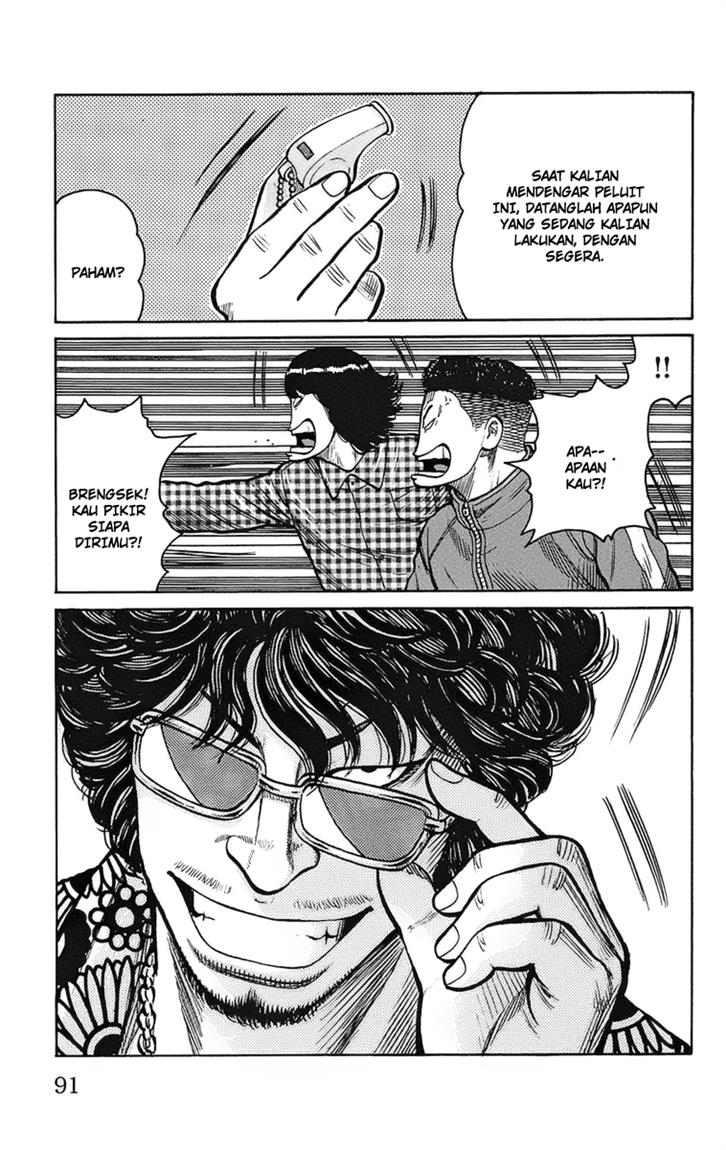 SAAT KALIAN
MENDENGAR PELUIT
INI, DATANGLAH APAPUN
YANG SEDANG KALIAN
LAKUKAN, DENGAN
SEGERA.
PAHAM?
!!
APA--
APAAN
KAU?!
BRENGSEK!
KAU PIKIR
SIAPA
DIRIMU?!
91